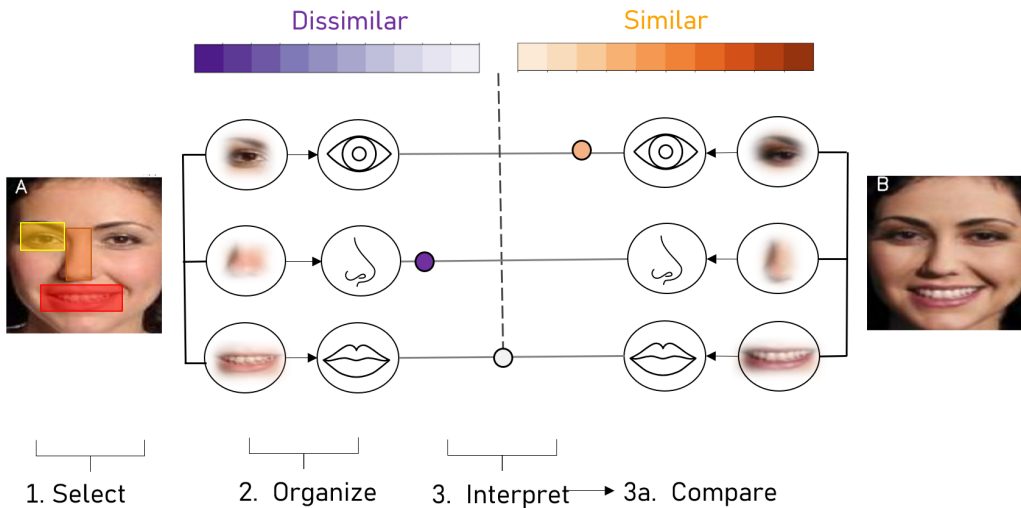 Dissimilar
Similar
A
B
1. Select
2. Organize
3. Interpret
3a. Compare